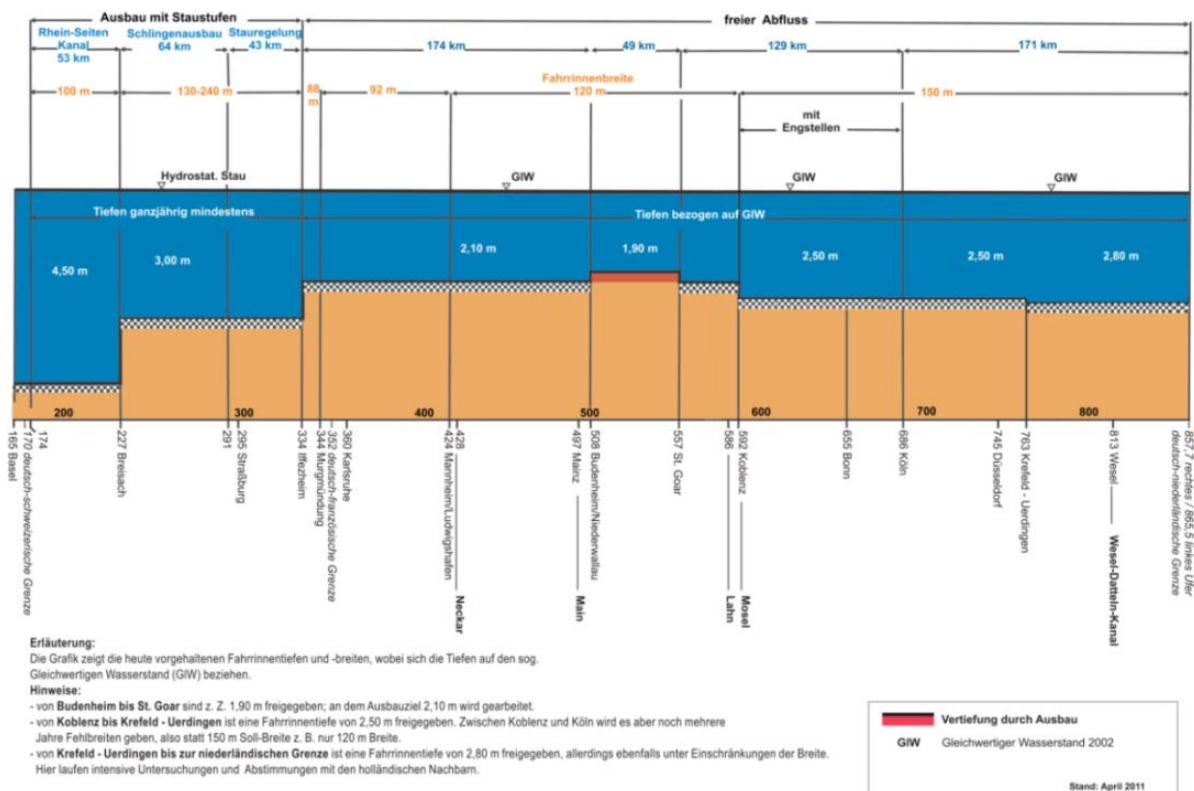 Ausbau mit Staustufen
freier Abfluss
Rhein-Seiten
Kanal
53 km
Schlingenausbau
64 km
Stauregelung
43 km
174 km
49 km
129 km
171 km
Fahrrinnenbreite
100 m
130-240 m
88
m
92 m
120 m
150 m
mit
Engstellen
Hydrostat. Stau
GlW
GlW
GlW
Tiefen ganzjährig mindestens
Tiefen bezogen auf GlW
4,50 m
3,00 m
2,10 m
1,90 m
2,50 m
2,50 m
2,80 m
200
300
400
500
600
700
800
165 Basel
170 deutsch-schweizerische Grenze
174
227 Breisach
291
295 Straßburg
334 Iffezheim
344 Murgmündung
352 deutsch-französische Grenze
360 Karlsruhe
424 Mannheim/Ludwigshafen
428
Neckar
497 Mainz
Main
508 Budenheim/Niederwallau
557 St. Goar
586
Lahn
592 Koblenz
Mosel
655 Bonn
686 Köln
745 Düsseldorf
763 Krefeld - Uerdingen
813 Wesel
Wesel-Datteln-Kanal
857,7 rechtes / 865,5 linkes Ufer
deutsch-niederländische Grenze
Erläuterung:
Die Grafik zeigt die heute vorgehaltenen Fahrrinnentiefen und -breiten, wobei sich die Tiefen auf den sog.
Gleichwertigen Wasserstand (GlW) beziehen.
Hinweise:
- von Budenheim bis St. Goar sind z. Z. 1,90 m freigegeben; an dem Ausbauziel 2,10 m wird gearbeitet.
- von Koblenz bis Krefeld - Uerdingen ist eine Fahrrinnentiefe von 2,50 m freigegeben. Zwischen Koblenz und Köln wird es aber noch mehrere
Jahre Fehlbreiten geben, also statt 150 m Soll-Breite z. B. nur 120 m Breite.
- von Krefeld - Uerdingen bis zur niederländischen Grenze ist eine Fahrrinnentiefe von 2,80 m freigegeben, allerdings ebenfalls unter Einschränkungen der Breite.
Hier laufen intensive Untersuchungen und Abstimmungen mit den holländischen Nachbarn.
Vertiefung durch Ausbau
GlW Gleichwertiger Wasserstand 2002
Stand: April 2011